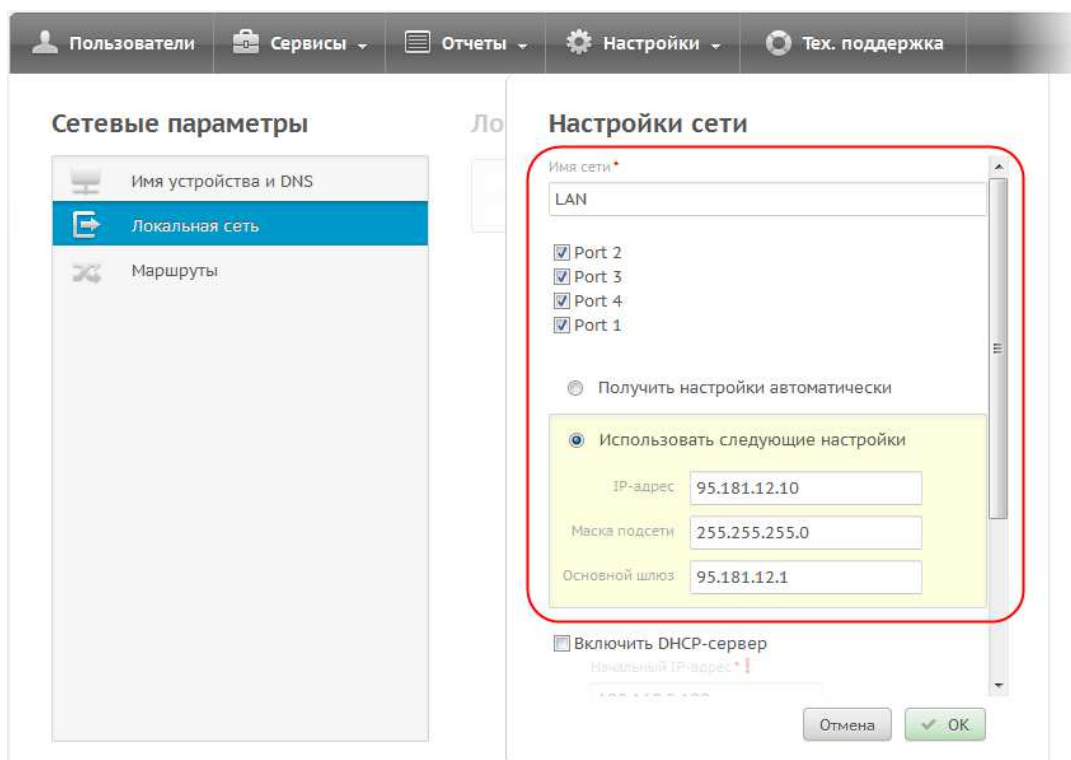 Пользователи Сервисы Отчеты Настройки Тех. поддержка
Сетевые параметры
Имя устройства и DNS
Локальная сеть
Маршруты
Ло
Настройки сети
Имя сети *
LAN
Port 2
Port 3
Port 4
Port 1
Получить настройки автоматически
Использовать следующие настройки
IP-адрес 95.181.12.10
Маска подсети 255.255.255.0
Основной шлюз 95.181.12.1
Включить DHCP-сервер
Начальный IP-адрес * !
Отмена OK